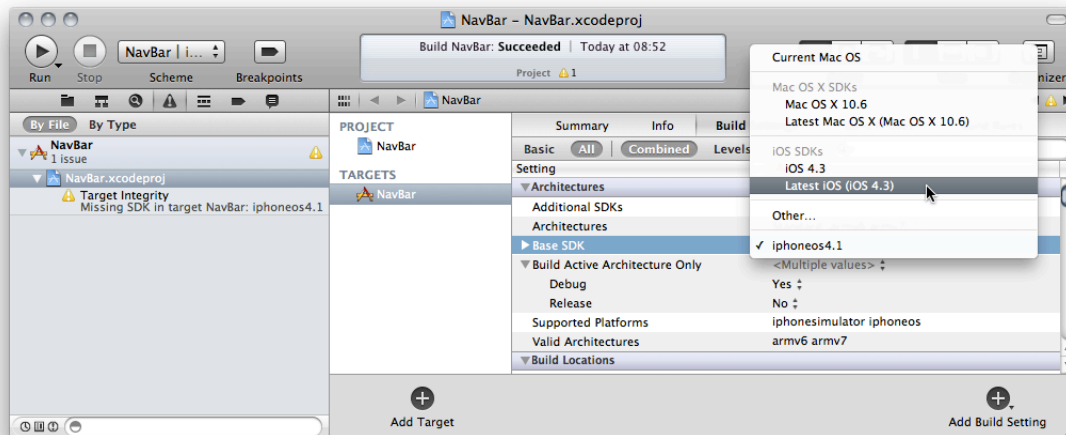 NavBar – NavBar.xcodeproj
NavBar | i...
Run
Stop
Scheme
Breakpoints
Build NavBar: Succeeded | Today at 08:52
Project 1
nizer
By File By Type
NavBar
1 issue
NavBar.xcodeproj
Target Integrity
Missing SDK in target NavBar: iphoneos4.1
NavBar
PROJECT
NavBar
TARGETS
NavBar
Summary Info Build
Basic All Combined Levels
Setting
Architectures
Additional SDKs
Architectures
Base SDK
Build Active Architecture Only <Multiple values>
Debug Yes
Release No
Supported Platforms iphonesimulator iphoneos
Valid Architectures armv6 armv7
Build Locations
Current Mac OS
Mac OS X SDKs
Mac OS X 10.6
Latest Mac OS X (Mac OS X 10.6)
iOS SDKs
iOS 4.3
Latest iOS (iOS 4.3)
Other...
✓ iphoneos4.1
Add Target
Add Build Setting